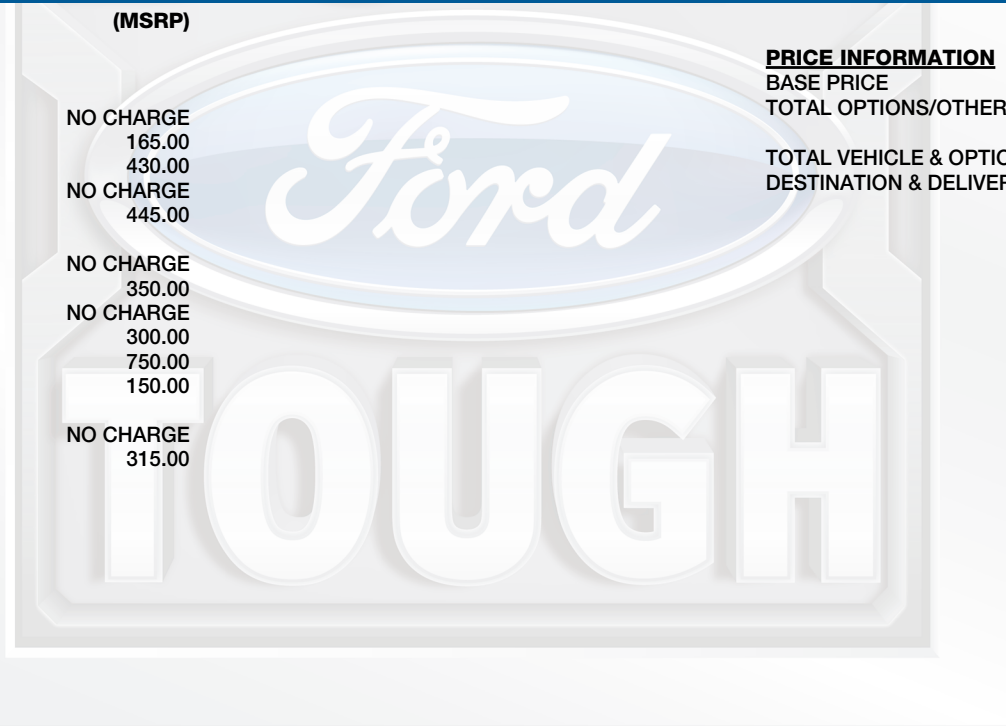 (MSRP)
NO CHARGE
165.00
430.00
NO CHARGE
445.00
NO CHARGE
350.00
NO CHARGE
300.00
750.00
150.00
NO CHARGE
315.00
PRICE INFORMATION
BASE PRICE
TOTAL OPTIONS/OTHER
TOTAL VEHICLE & OPTIO
DESTINATION & DELIVER
Ford
TOUGH